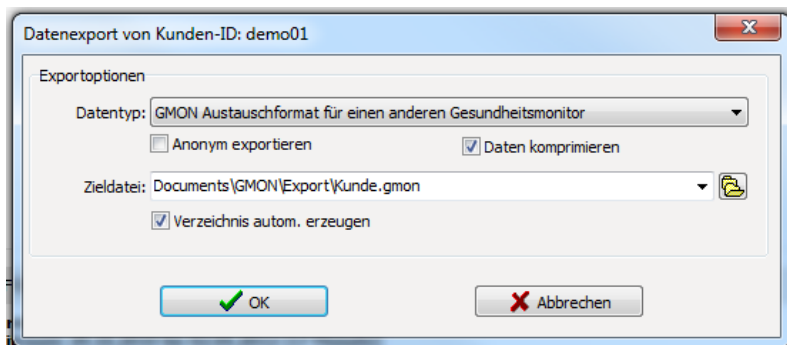 Datenexport von Kunden-ID: demo01
Exportoptionen
Datentyp: GMON Austauschformat für einen anderen Gesundheitsmonitor
Anonym exportieren Daten komprimieren
Zieldatei: Documents\GMON\Export\Kunde.gmon
Verzeichnis autom. erzeugen
OK Abbrechen